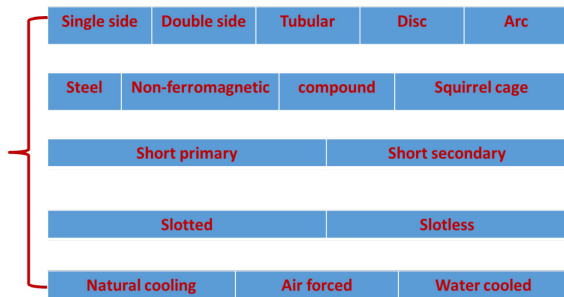 Single side Double side Tubular Disc Arc
Steel Non-ferromagnetic compound Squirrel cage
Short primary Short secondary
Slotted Slotless
Natural cooling Air forced Water cooled